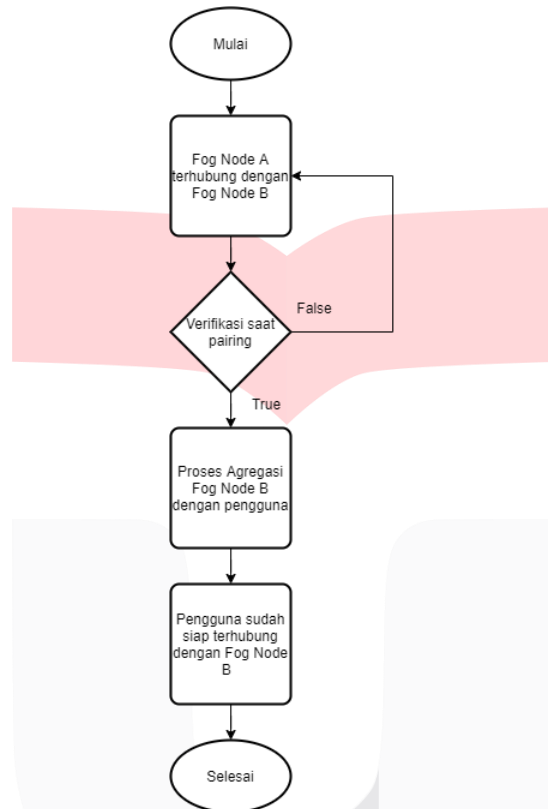 Mulai
Fog Node A
terhubung dengan
Fog Node B
Verifikasi saat
pairing
False
True
Proses Agregasi
Fog Node B
dengan pengguna
Pengguna sudah
siap terhubung
dengan Fog Node
B
Selesai